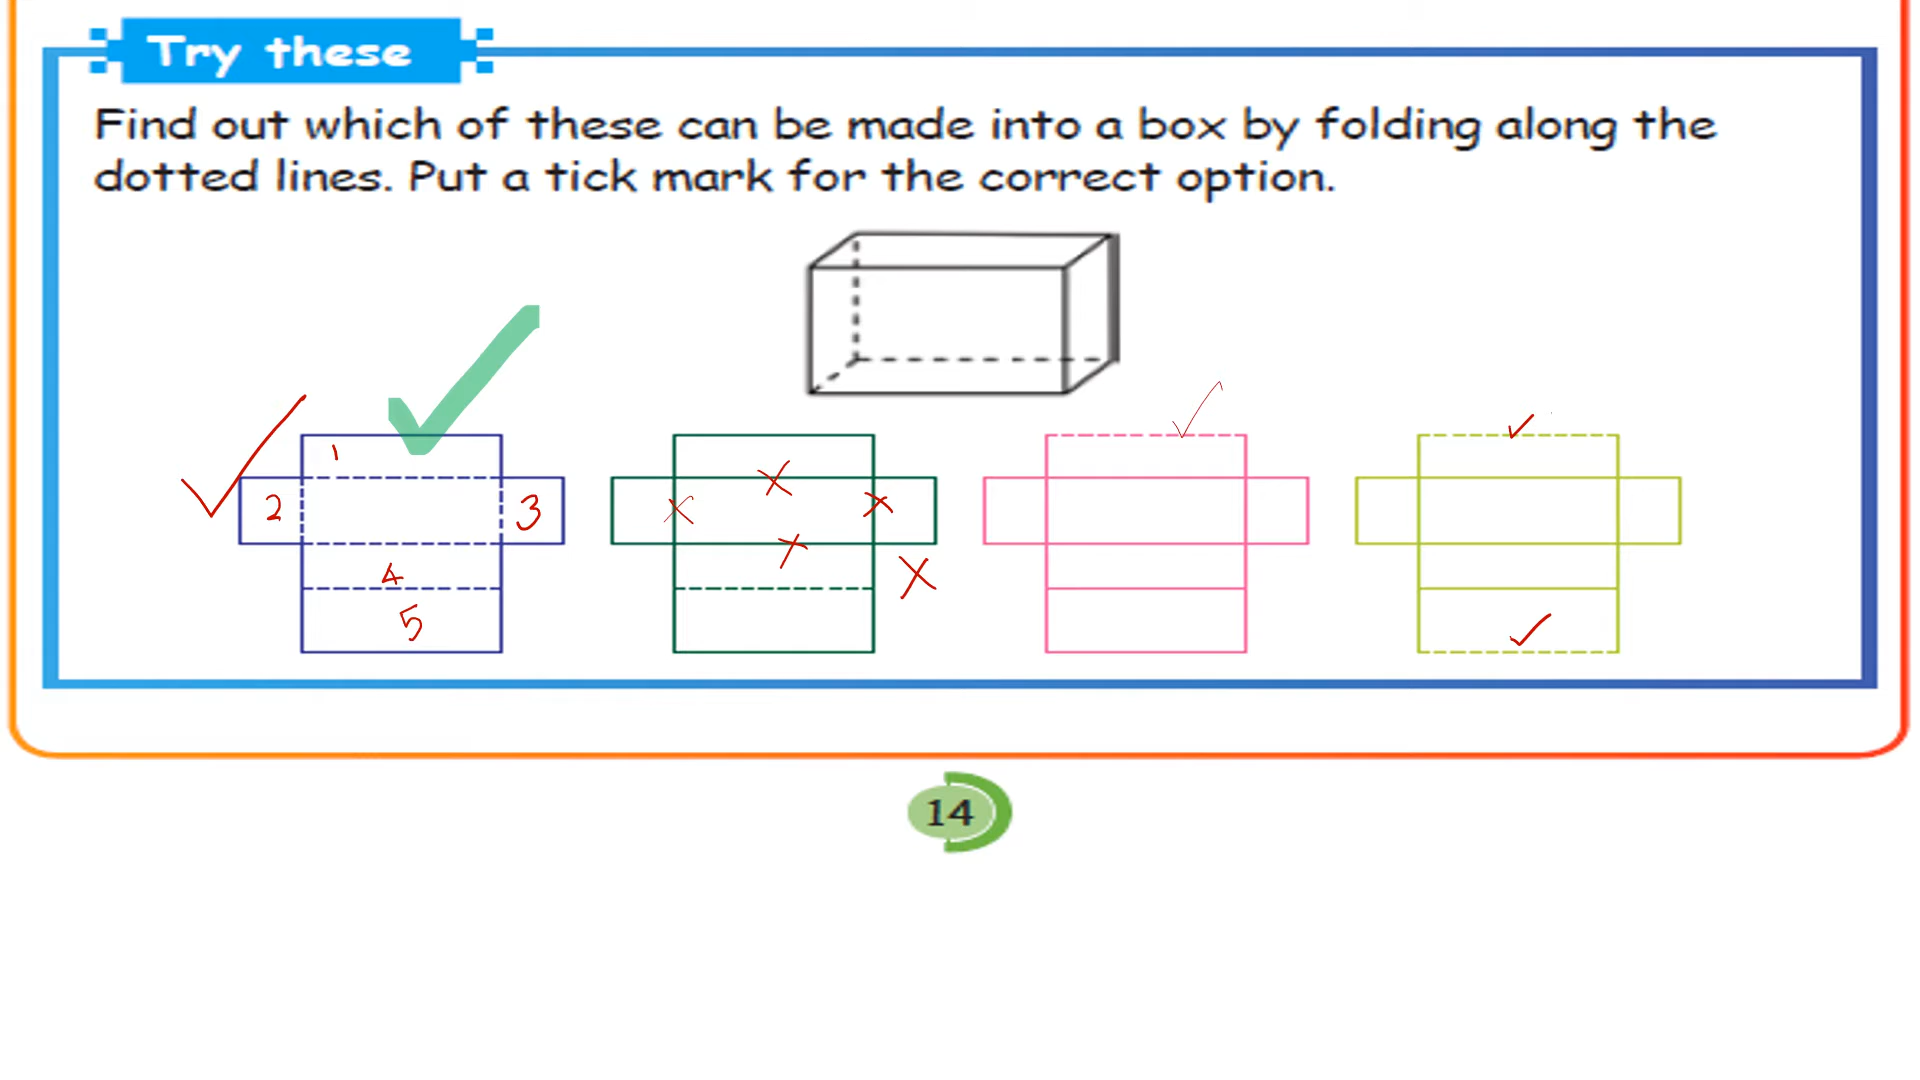 Try these
Find out which of these can be made into a box by folding along the
dotted lines. Put a tick mark for the correct option.
1
2
3
4
5
14